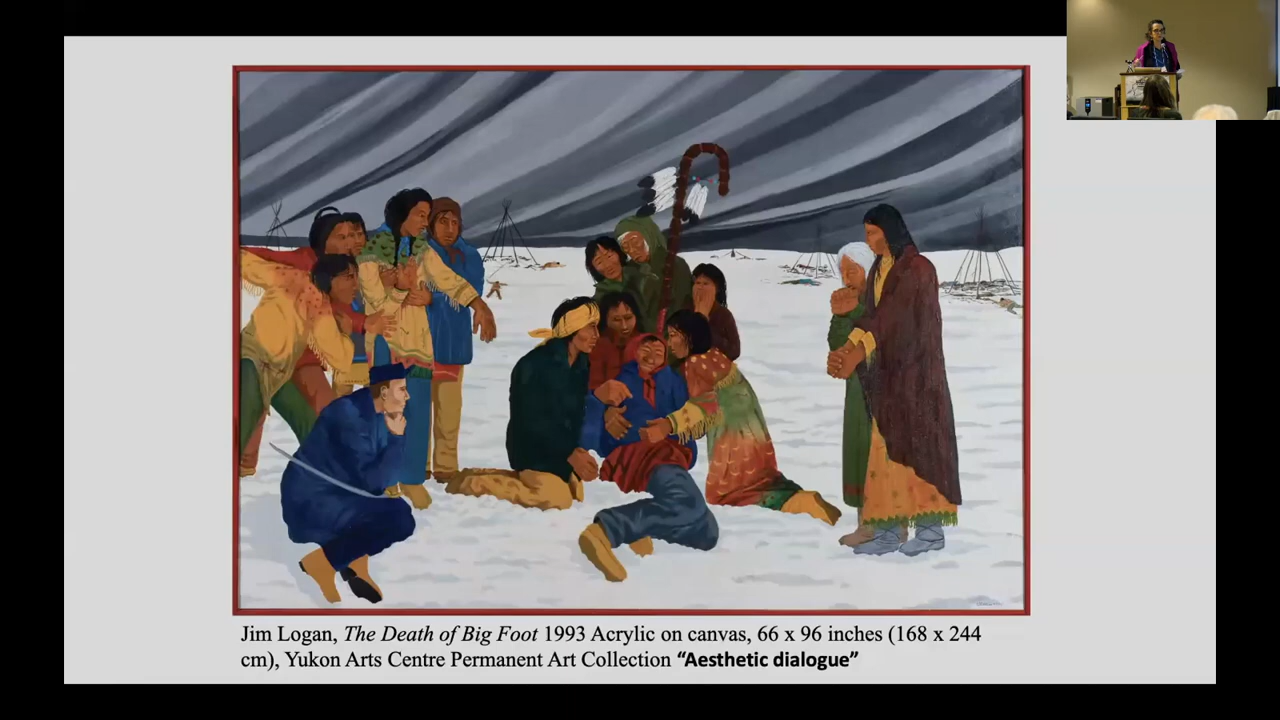 Jim Logan, The Death of Big Foot 1993 Acrylic on canvas, 66 x 96 inches (168 x 244
cm), Yukon Arts Centre Permanent Art Collection “Aesthetic dialogue”